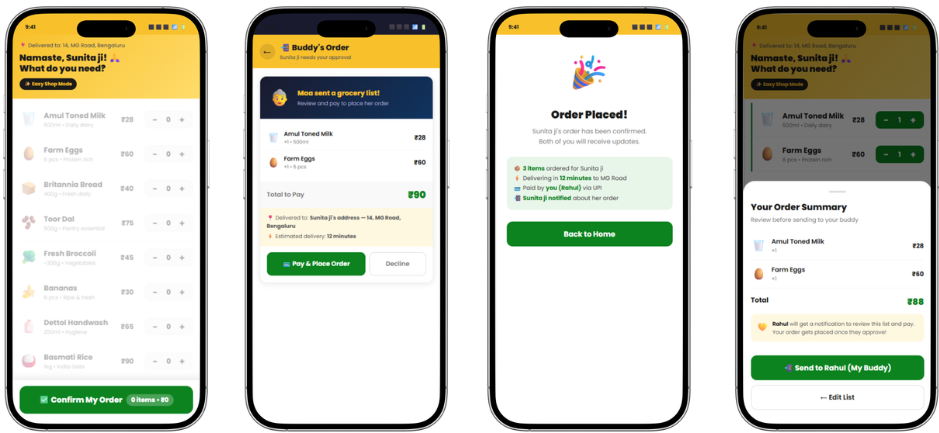 9:41
Delivered to: 14, MG Road, Bengaluru
Namaste, Sunita ji!
What do you need?
Easy Shop Mode
Amul Toned Milk
500ml • Daily dairy
₹28
- 0 +
Farm Eggs
6 pcs • Protein rich
₹60
- 0 +
Britannia Bread
400g • Fresh daily
₹40
- 0 +
Toor Dal
500g • Pantry essential
₹75
- 0 +
Fresh Broccoli
~300g • Vegetables
₹45
- 0 +
Bananas
6 pcs • Ripe & fresh
₹30
- 0 +
Dettol Handwash
250ml • Hygiene
₹65
- 0 +
Basmati Rice
₹90
- 0 +
Confirm My Order 0 items • ₹0
←
Buddy's Order
Sunita ji needs your approval
Maa sent a grocery list!
Review and pay to place her order
Amul Toned Milk
×1 • 500ml
₹28
Farm Eggs
×1 • 6 pcs
₹60
Total to Pay
₹90
Delivered to: Sunita ji's address — 14, MG Road,
Bengaluru
Estimated delivery: 12 minutes
Pay & Place Order
Decline
9:41
Order Placed!
Sunita ji's order has been confirmed.
Both of you will receive updates.
3 items ordered for Sunita ji
Delivering in 12 minutes to MG Road
Paid by you (Rahul) via UPI
Sunita ji notified about her order
Back to Home
9:41
Delivered to: 14, MG Road, Bengaluru
Namaste, Sunita ji!
What do you need?
Easy Shop Mode
Amul Toned Milk
500ml • Daily dairy
₹28
- 1 +
Farm Eggs
6 pcs • Protein rich
₹60
- 1 +
Your Order Summary
Review before sending to your buddy
Amul Toned Milk
×1
₹28
Farm Eggs
×1
₹60
Total
₹88
Rahul will get a notification to review this list and pay.
Your order gets placed once they approve!
Send to Rahul (My Buddy)
← Edit List